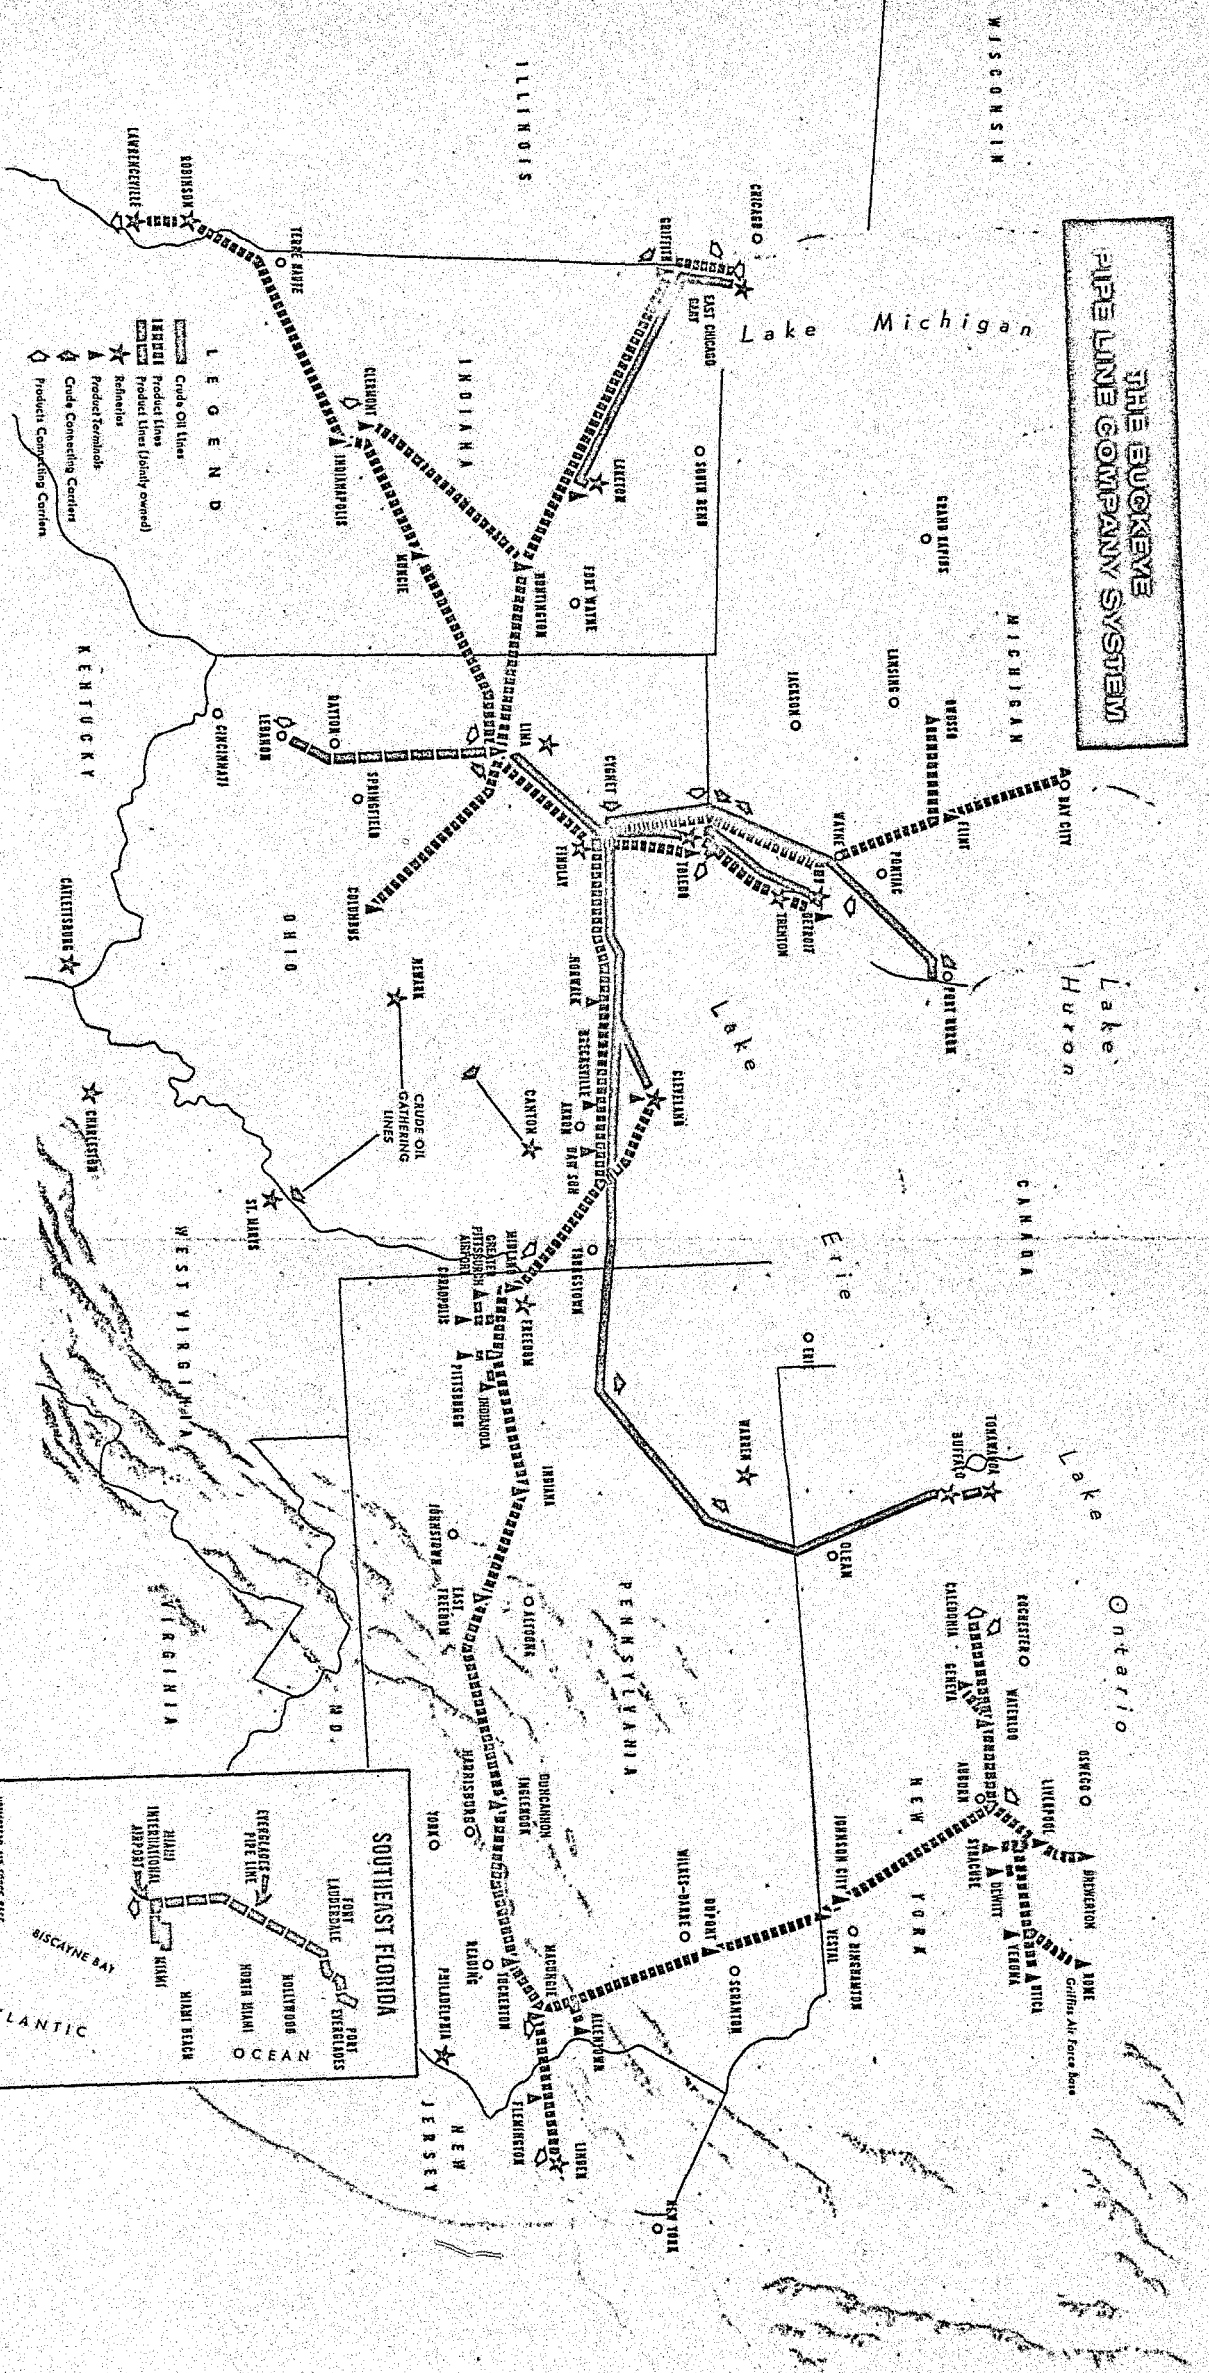 THE BUCKEYE
PIPE LINE COMPANY SYSTEM
WISCONSIN
ILLINOIS
CHICAGO
Lake Michigan
EAST CHICAGO
GARY
GRIFFITH
LAKETON
SOUTH BEND
GRAND RAPIDS
MICHIGAN
LANSING
JACKSON
OWOSSO
FLINT
BAY CITY
PONTIAC
WAYNE
DETROIT
TRENTON
TOLEDO
PORT HURON
Lake
Huron
INDIANA
HUNTINGTON
FORT WAYNE
CLERMONT
INDIANAPOLIS
MUNCIE
TERRE HAUTE
ROBINSON
LAWRENCEVILLE
LEGEND
Crude Oil Lines
Product Lines
Product Lines (Jointly owned)
Refineries
Product Terminals
Crude Connecting Carriers
Products Connecting Carriers
KENTUCKY
LIMA
CYGNET
FINDLAY
DAYTON
LEBANON
SPRINGFIELD
CINCINNATI
COLUMBUS
OHIO
NEWARK
CATLETTSBURG
CHARLESTON
CRUDE OIL
GATHERING
LINES
ST. MARYS
CANTON
NORWALK
BRECKSVILLE
AKRON
CLEVELAND
YOUNGSTOWN
Lake
Erie
CANADA
ERIE
MIDLAND
GREATER
PITTSBURGH
AIRPORT
CORAOPOLIS
FREEDOM
PITTSBURGH
INDIANOLA
INDIANA
JOHNSTOWN
EAST
FREEDOM
ALTOONA
WEST VIRGINIA
VIRGINIA
MD.
PENNSYLVANIA
WARREN
OLEAN
BUFFALO
TONAWANDA
Lake
Ontario
ROCHESTER
CALEDONIA
GENEVA
WATERLOO
AUBURN
OSWEGO
LIVERPOOL
BREWERTON
SYRACUSE
DEWITT
VERONA
UTICA
ROME
Griffiss Air Force Base
NEW YORK
JOHNSON CITY
VESTAL
BINGHAMTON
SCRANTON
DUPONT
WILKES-BARRE
DUNCANNON
INGLENOOK
HARRISBURG
YORK
READING
TUCKERTON
MACUNGIE
ALLENTOWN
PHILADELPHIA
FLEMINGTON
LINDEN
NEW YORK
NEW
JERSEY
SOUTHEAST FLORIDA
PORT
EVERGLADES
FORT
LAUDERDALE
HOLLYWOOD
NORTH MIAMI
EVERGLADES
PIPE LINE
MIAMI
INTERNATIONAL
AIRPORT
MIAMI
MIAMI BEACH
BISCAYNE BAY
LANTIC
OCEAN